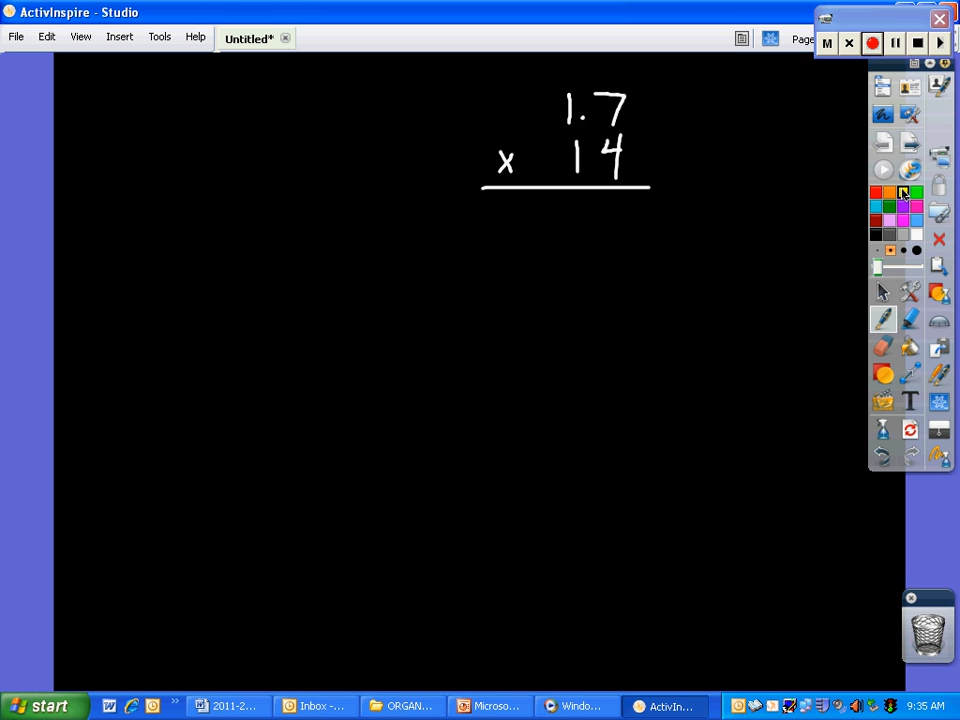 ActivInspire - Studio
File Edit View Insert Tools Help Untitled* Page
M
1.7
x 14
T
start 2011-2... Inbox -... ORGAN... Microso... Windo... ActivIn... 9:35 AM